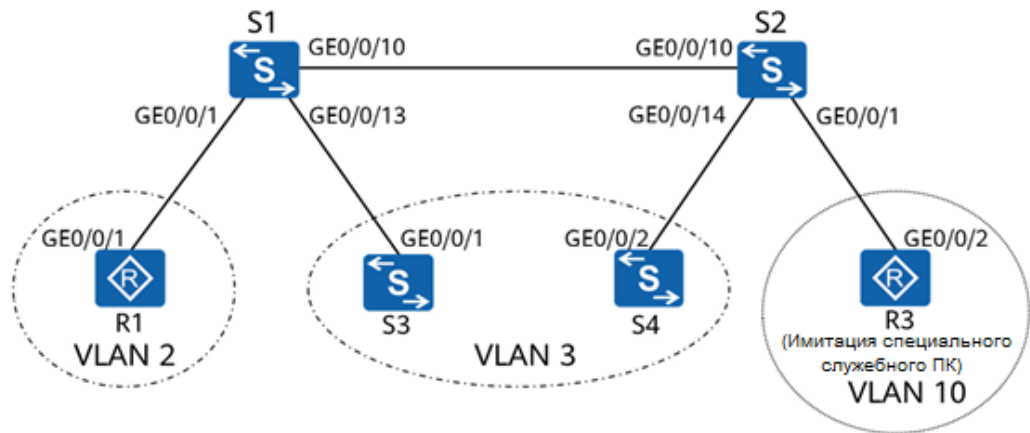 S1
S2
GE0/0/10
GE0/0/10
S
S
GE0/0/1
GE0/0/13
GE0/0/14
GE0/0/1
GE0/0/1
GE0/0/1
GE0/0/2
GE0/0/2
R
S
S
R
R1
S3
S4
R3
VLAN 2
VLAN 3
(Имитация специального
служебного ПК)
VLAN 10